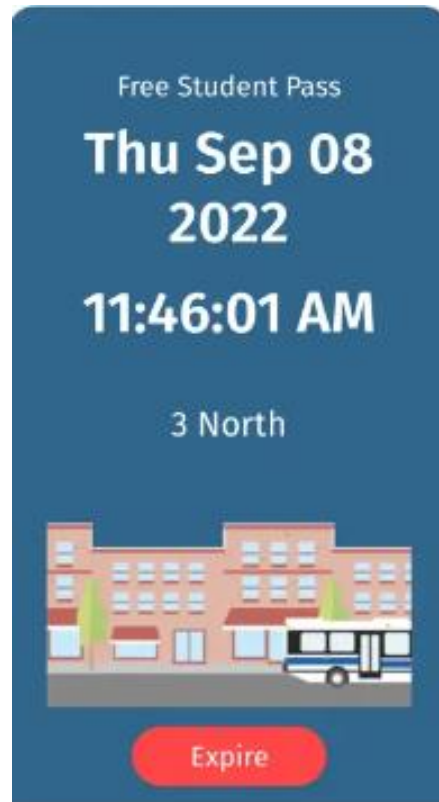 Free Student Pass
Thu Sep 08
2022
11:46:01 AM
3 North
Expire